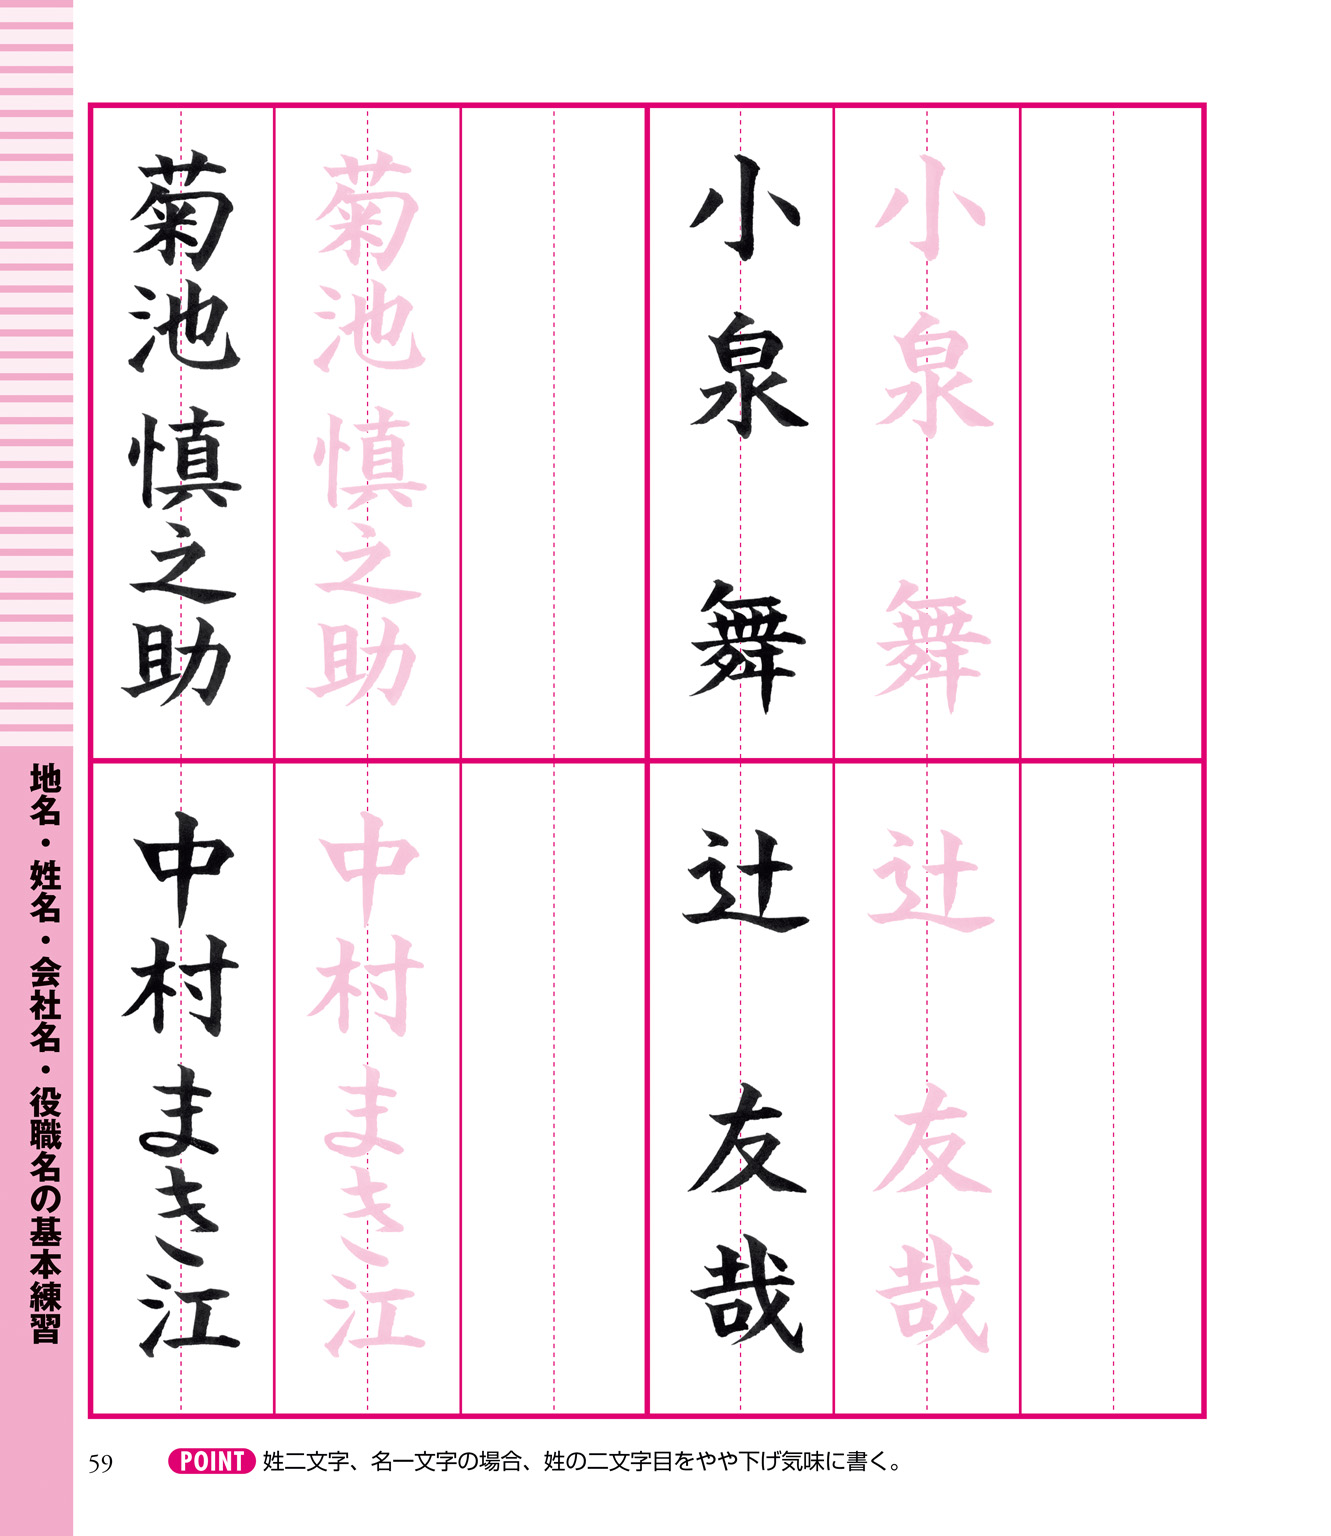 小泉 舞
小泉 舞
菊池 慎之助
菊池 慎之助
辻 友哉
辻 友哉
中村 まき江
中村 まき江
地名・姓名・会社名・役職名の基本練習
59
POINT 姓二文字、名一文字の場合、姓の二文字目をやや下げ気味に書く。